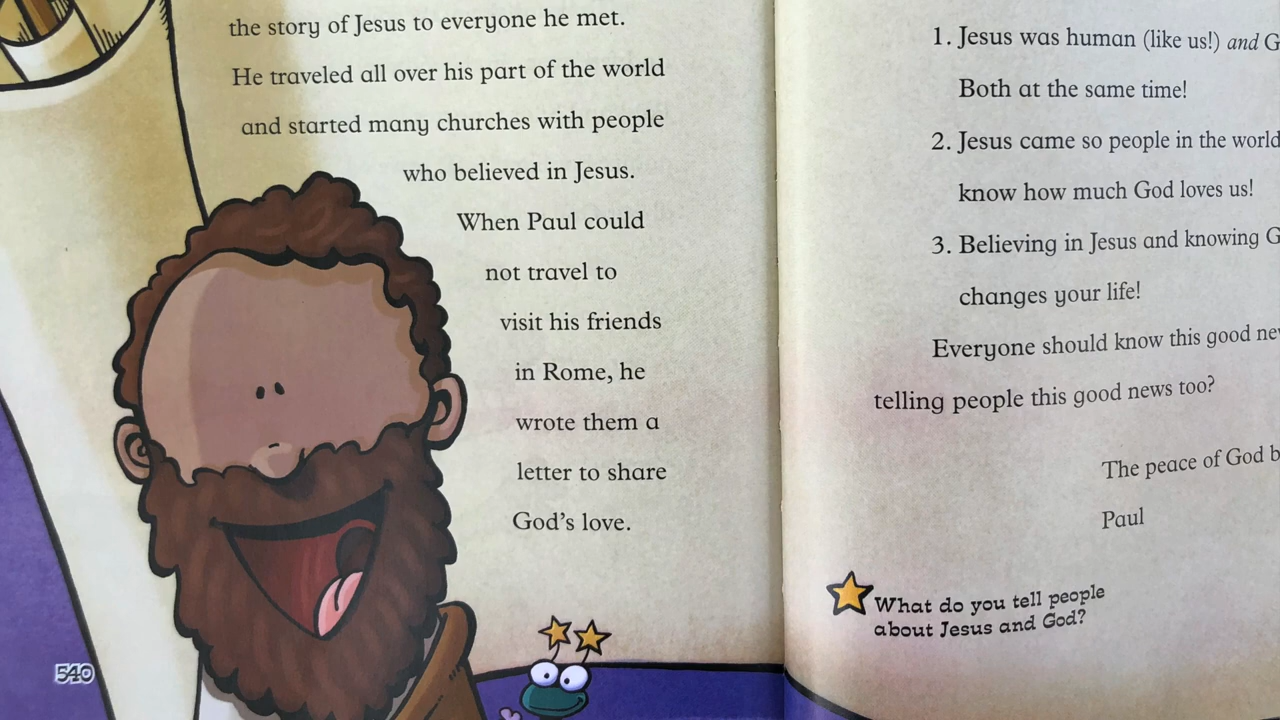 the story of Jesus to everyone he met.
He traveled all over his part of the world
and started many churches with people
who believed in Jesus.
When Paul could
not travel to
visit his friends
in Rome, he
wrote them a
letter to share
God's love.
540
1. Jesus was human (like us!) and G
Both at the same time!
2. Jesus came so people in the world
know how much God loves us!
3. Believing in Jesus and knowing G
changes your life!
Everyone should know this good ne
telling people this good news too?
The peace of God b
Paul
What do you tell people
about Jesus and God?